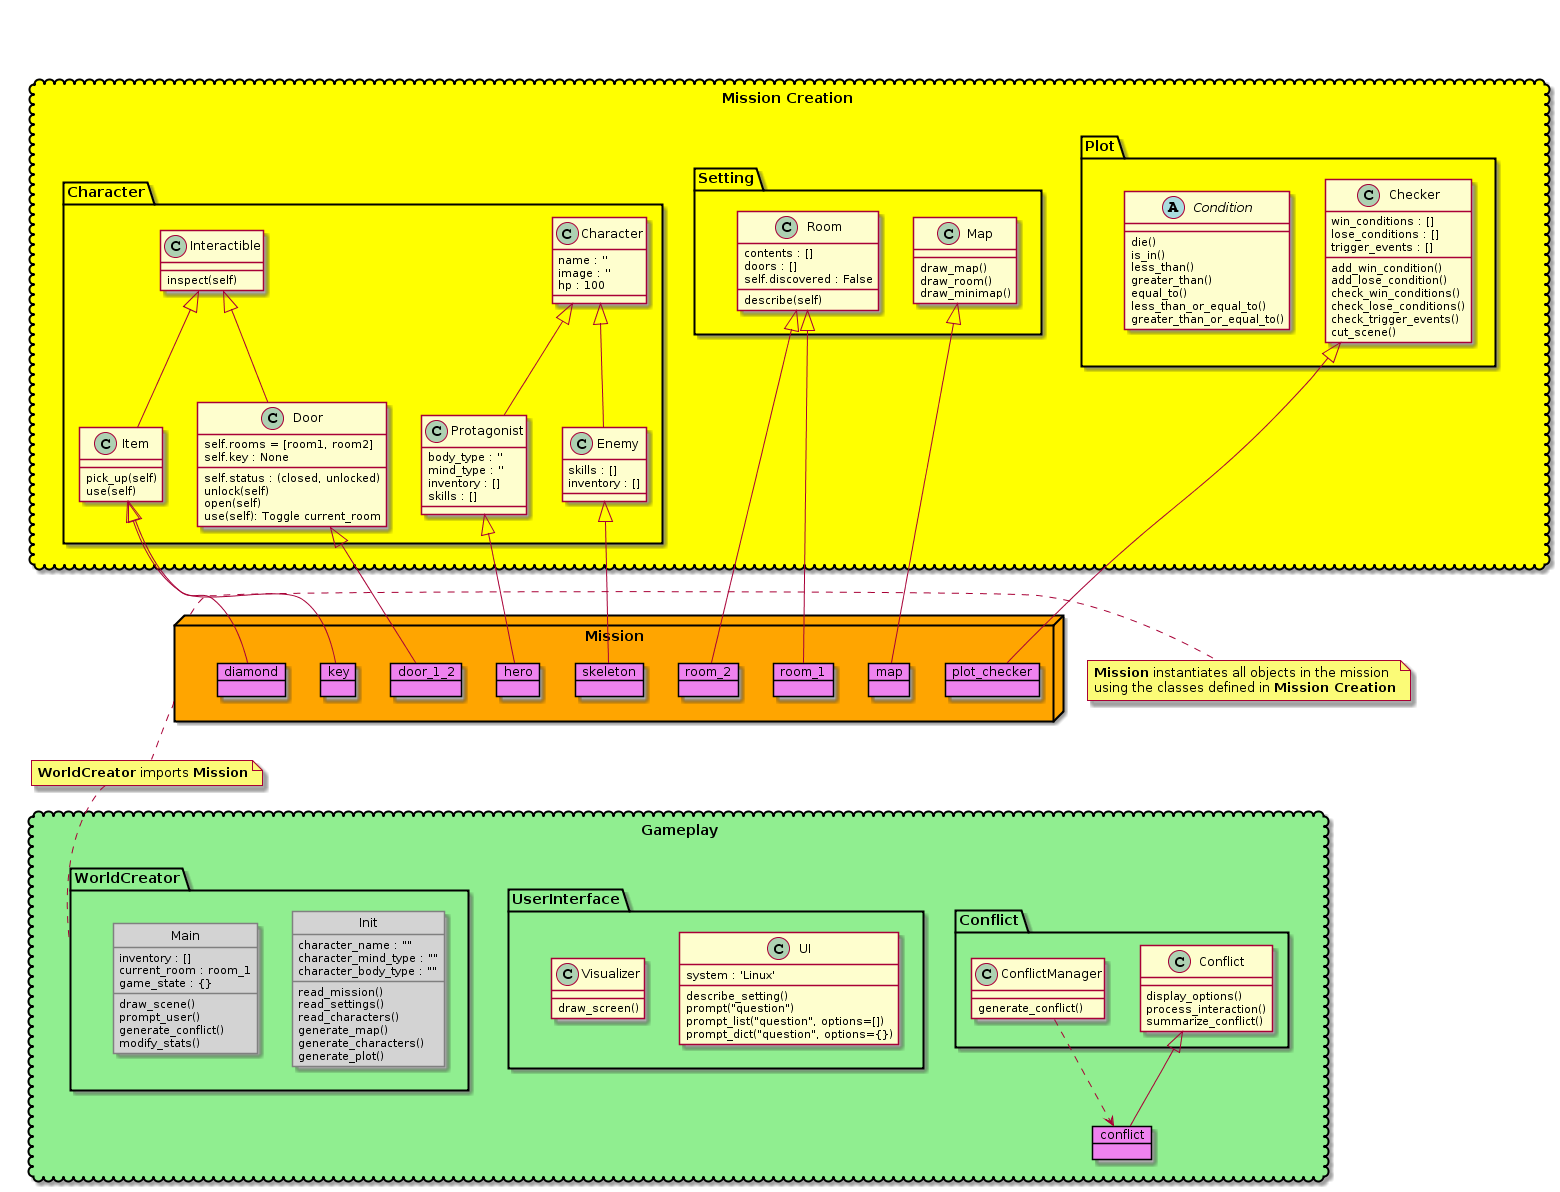 Mission Creation
Character
C Interactible
inspect(self)
C Character
name : ''
image : ''
hp : 100
C Item
pick_up(self)
use(self)
C Door
self.rooms = [room1, room2]
self.key : None
self.status : (closed, unlocked)
unlock(self)
open(self)
use(self): Toggle current_room
C Protagonist
body_type : ''
mind_type : ''
inventory : []
skills : []
C Enemy
skills : []
inventory : []
Setting
C Room
contents : []
doors : []
self.discovered : False
describe(self)
C Map
draw_map()
draw_room()
draw_minimap()
Plot
A Condition
die()
is_in()
less_than()
greater_than()
equal_to()
less_than_or_equal_to()
greater_than_or_equal_to()
C Checker
win_conditions : []
lose_conditions : []
trigger_events : []
add_win_condition()
add_lose_condition()
check_win_conditions()
check_lose_conditions()
check_trigger_events()
cut_scene()
Mission
diamond
key
door_1_2
hero
skeleton
room_2
room_1
map
plot_checker
Mission instantiates all objects in the mission
using the classes defined in Mission Creation
WorldCreator imports Mission
Gameplay
WorldCreator
Main
inventory : []
current_room : room_1
game_state : {}
draw_scene()
prompt_user()
generate_conflict()
modify_stats()
Init
character_name : ""
character_mind_type : ""
character_body_type : ""
read_mission()
read_settings()
read_characters()
generate_map()
generate_characters()
generate_plot()
UserInterface
C Visualizer
draw_screen()
C UI
system : 'Linux'
describe_setting()
prompt("question")
prompt_list("question", options=[])
prompt_dict("question", options={})
Conflict
C ConflictManager
generate_conflict()
C Conflict
display_options()
process_interaction()
summarize_conflict()
conflict